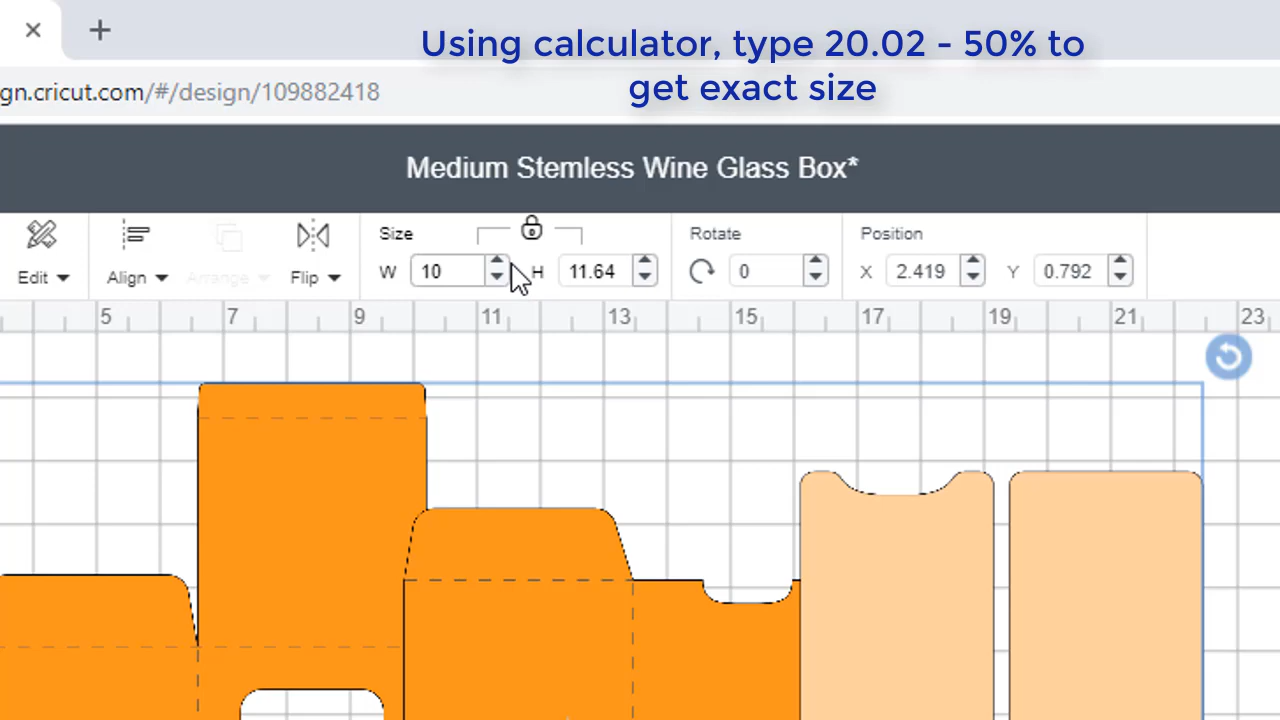 Using calculator, type 20.02 - 50% to
get exact size
gn.cricut.com/#/design/109882418
Medium Stemless Wine Glass Box*
Size Rotate Position
W 10 H 11.64 0 X 2.419 Y 0.792
Edit Align Arrange Flip
5 7 9 11 13 15 17 19 21 23